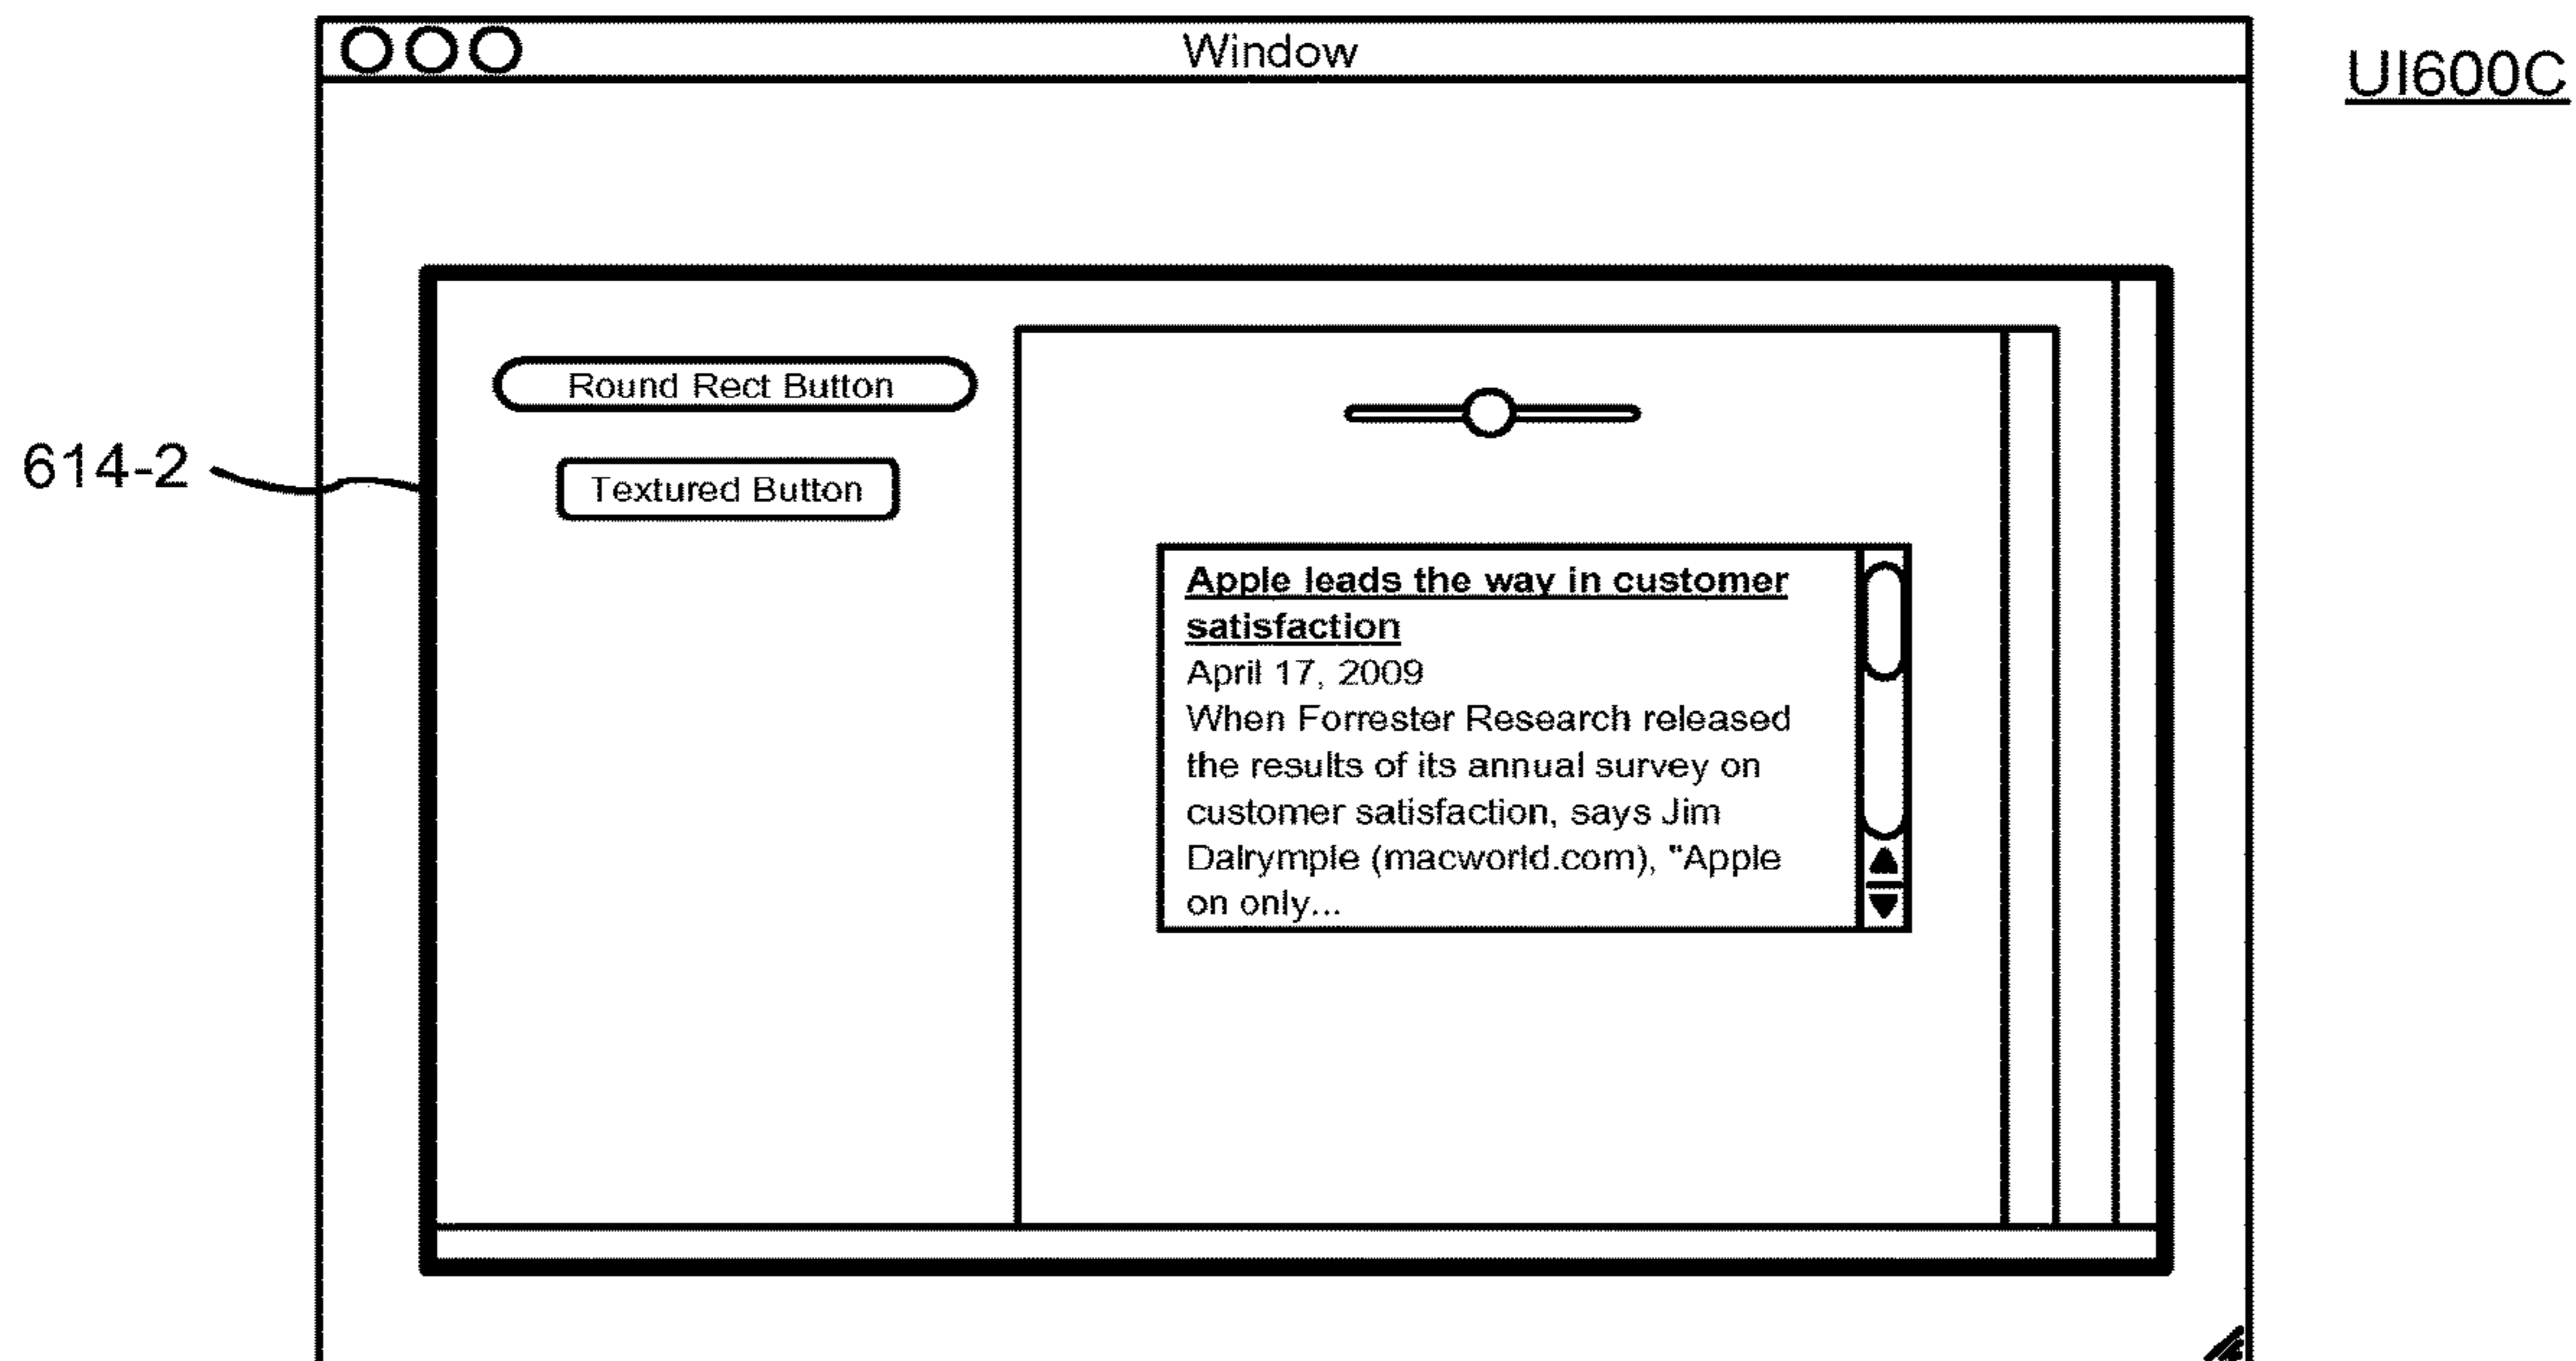 Window
UI600C
Round Rect Button
614-2
Textured Button
Apple leads the way in customer
satisfaction
April 17, 2009
When Forrester Research released
the results of its annual survey on
customer satisfaction, says Jim
Dalrymple (macworld.com), "Apple
on only...